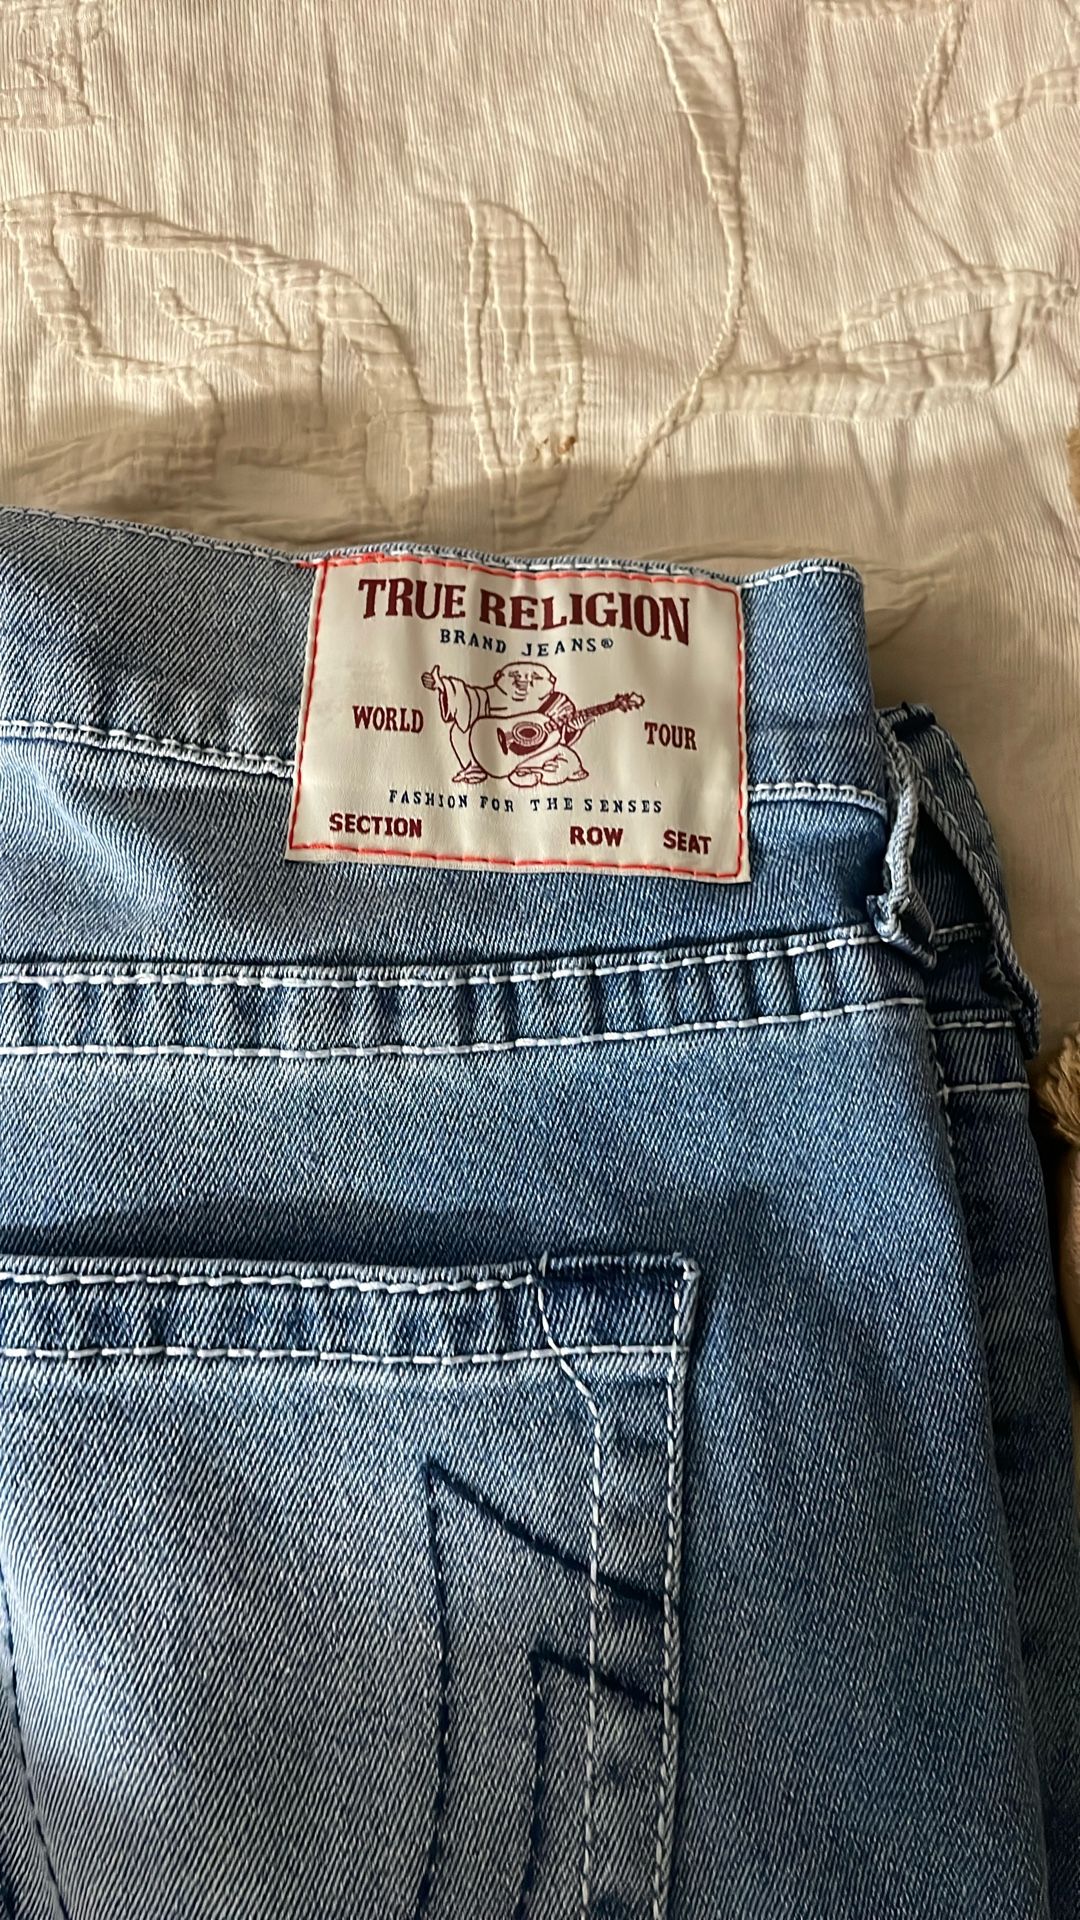 TRUE RELIGION
BRAND JEANS®
WORLD TOUR
FASHION FOR THE SENSES
SECTION ROW SEAT